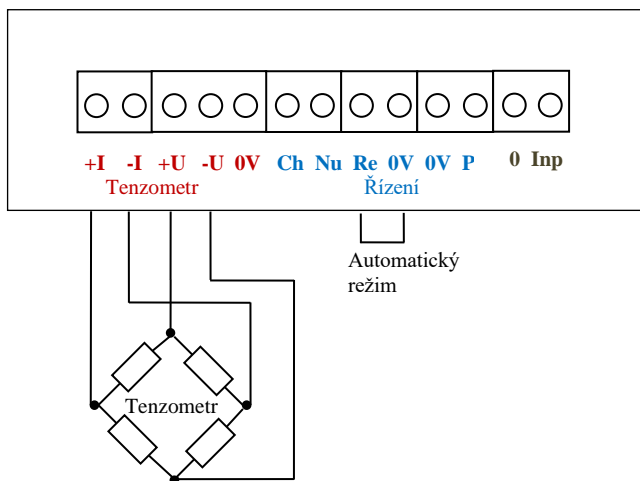 +I -I +U -U 0V Ch Nu Re 0V 0V P 0 Inp
Tenzometr Řízení
Automatický
režim
Tenzometr